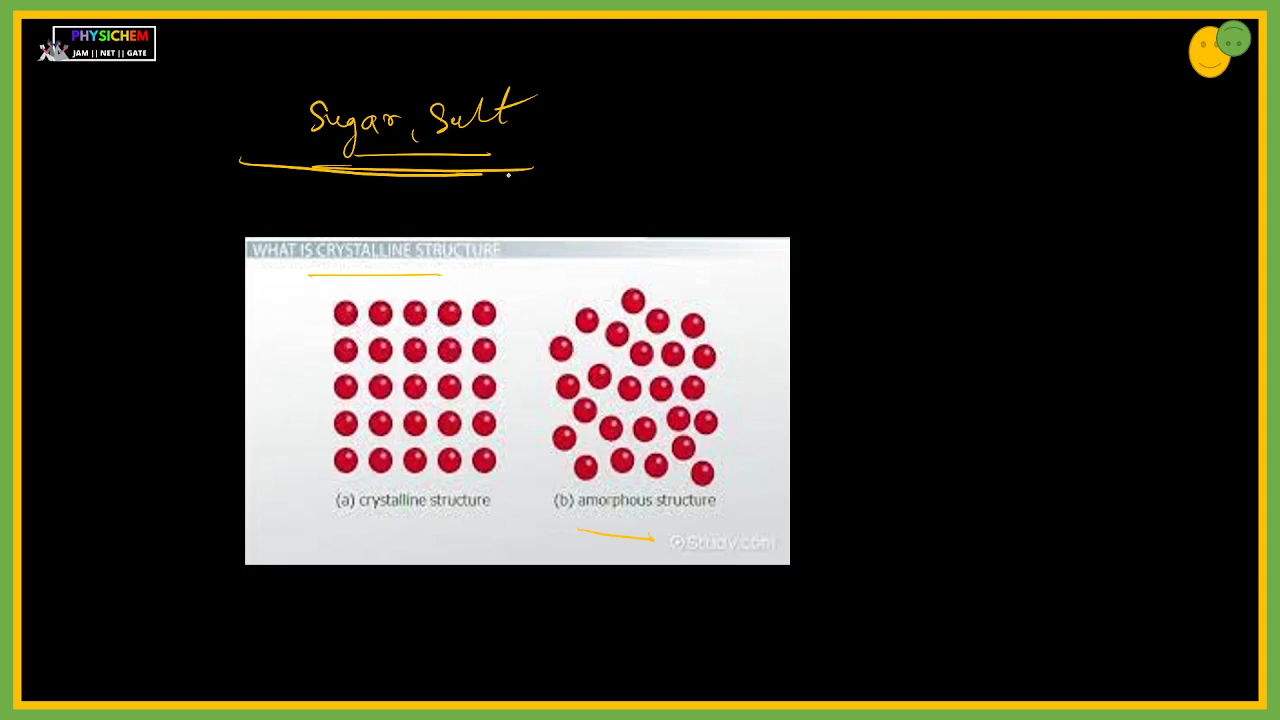 PHYSICHEM
JAM || NET || GATE
Sugar, Salt
WHAT IS CRYSTALLINE STRUCTURE
(a) crystalline structure
(b) amorphous structure
Study.com